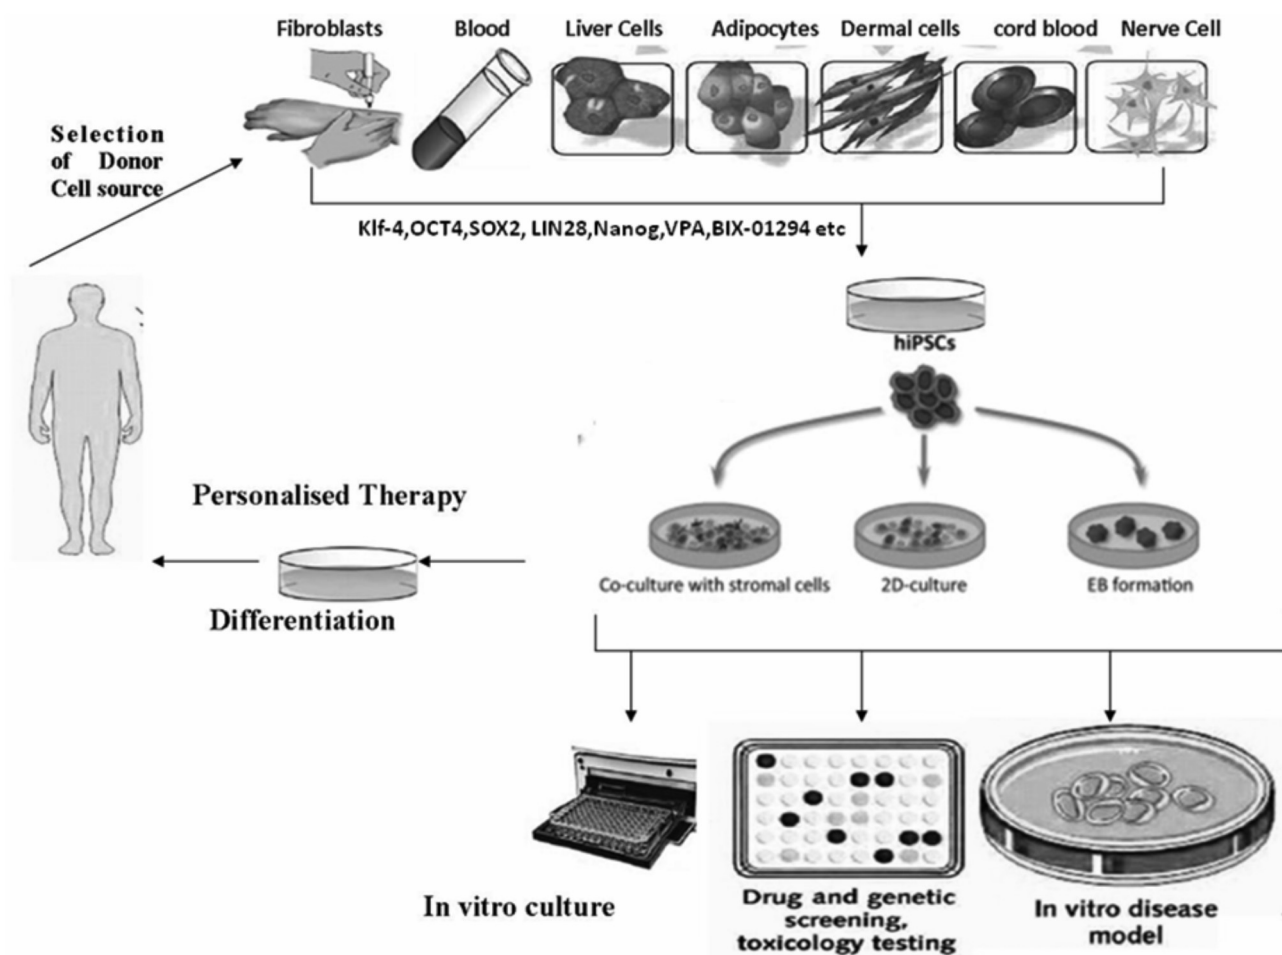 Fibroblasts
Blood
Liver Cells
Adipocytes
Dermal cells
cord blood
Nerve Cell
Selection
of Donor
Cell source
Klf-4,OCT4,SOX2, LIN28,Nanog,VPA,BIX-01294 etc
hiPSCs
Personalised Therapy
Co-culture with stromal cells
2D-culture
EB formation
Differentiation
In vitro culture
Drug and genetic
screening,
toxicology testing
In vitro disease
model